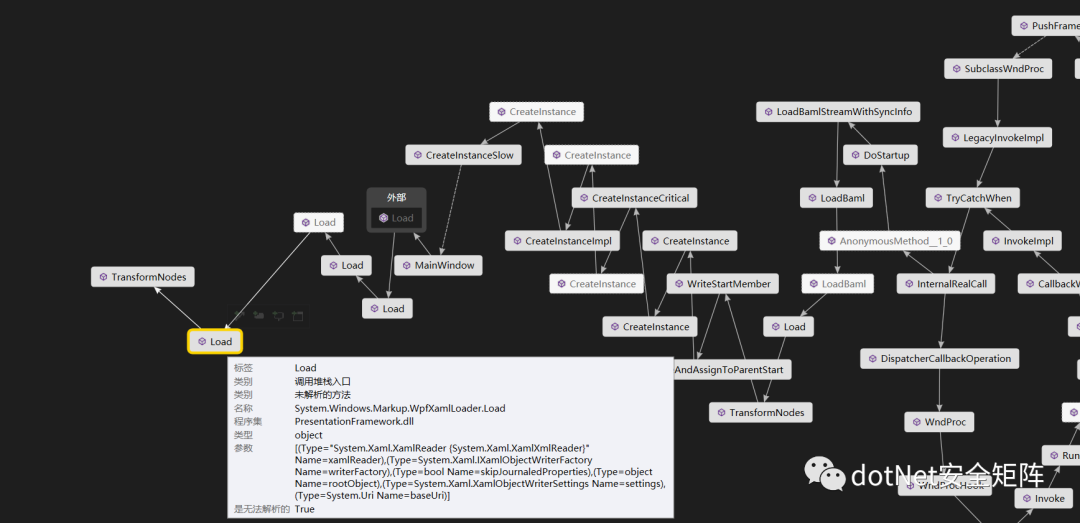 PushFrame
SubclassWndProc
CreateInstance
LoadBamlStreamWithSyncInfo
LegacyInvokeImpl
CreateInstanceSlow
CreateInstance
DoStartup
外部
Load
CreateInstanceCritical
LoadBaml
TryCatchWhen
Load
CreateInstanceImpl
CreateInstance
AnonymousMethod__1_0
InvokeImpl
Load
MainWindow
TransformNodes
CreateInstance
WriteStartMember
LoadBaml
InternalRealCall
CallbackW
Load
CreateInstance
Load
Load
DispatcherCallbackOperation
标签 Load
类别 调用堆栈入口
类别 未解析的方法
名称 System.Windows.Markup.WpfXamlLoader.Load
程序集 PresentationFramework.dll
类型 object
参数 [(Type="System.Xaml.XamlReader {System.Xaml.XamlXmlReader}"
Name=xamlReader),(Type=System.Xaml.IXamlObjectWriterFactory
Name=writerFactory),(Type=bool Name=skipJournaledProperties),(Type=object
Name=rootObject),(Type=System.Xaml.XamlObjectWriterSettings Name=settings),
(Type=System.Uri Name=baseUri)]
是无法解析的 True
AndAssignToParentStart
TransformNodes
WndProc
Run
dotNet安全矩阵
WndProcHook
Invoke